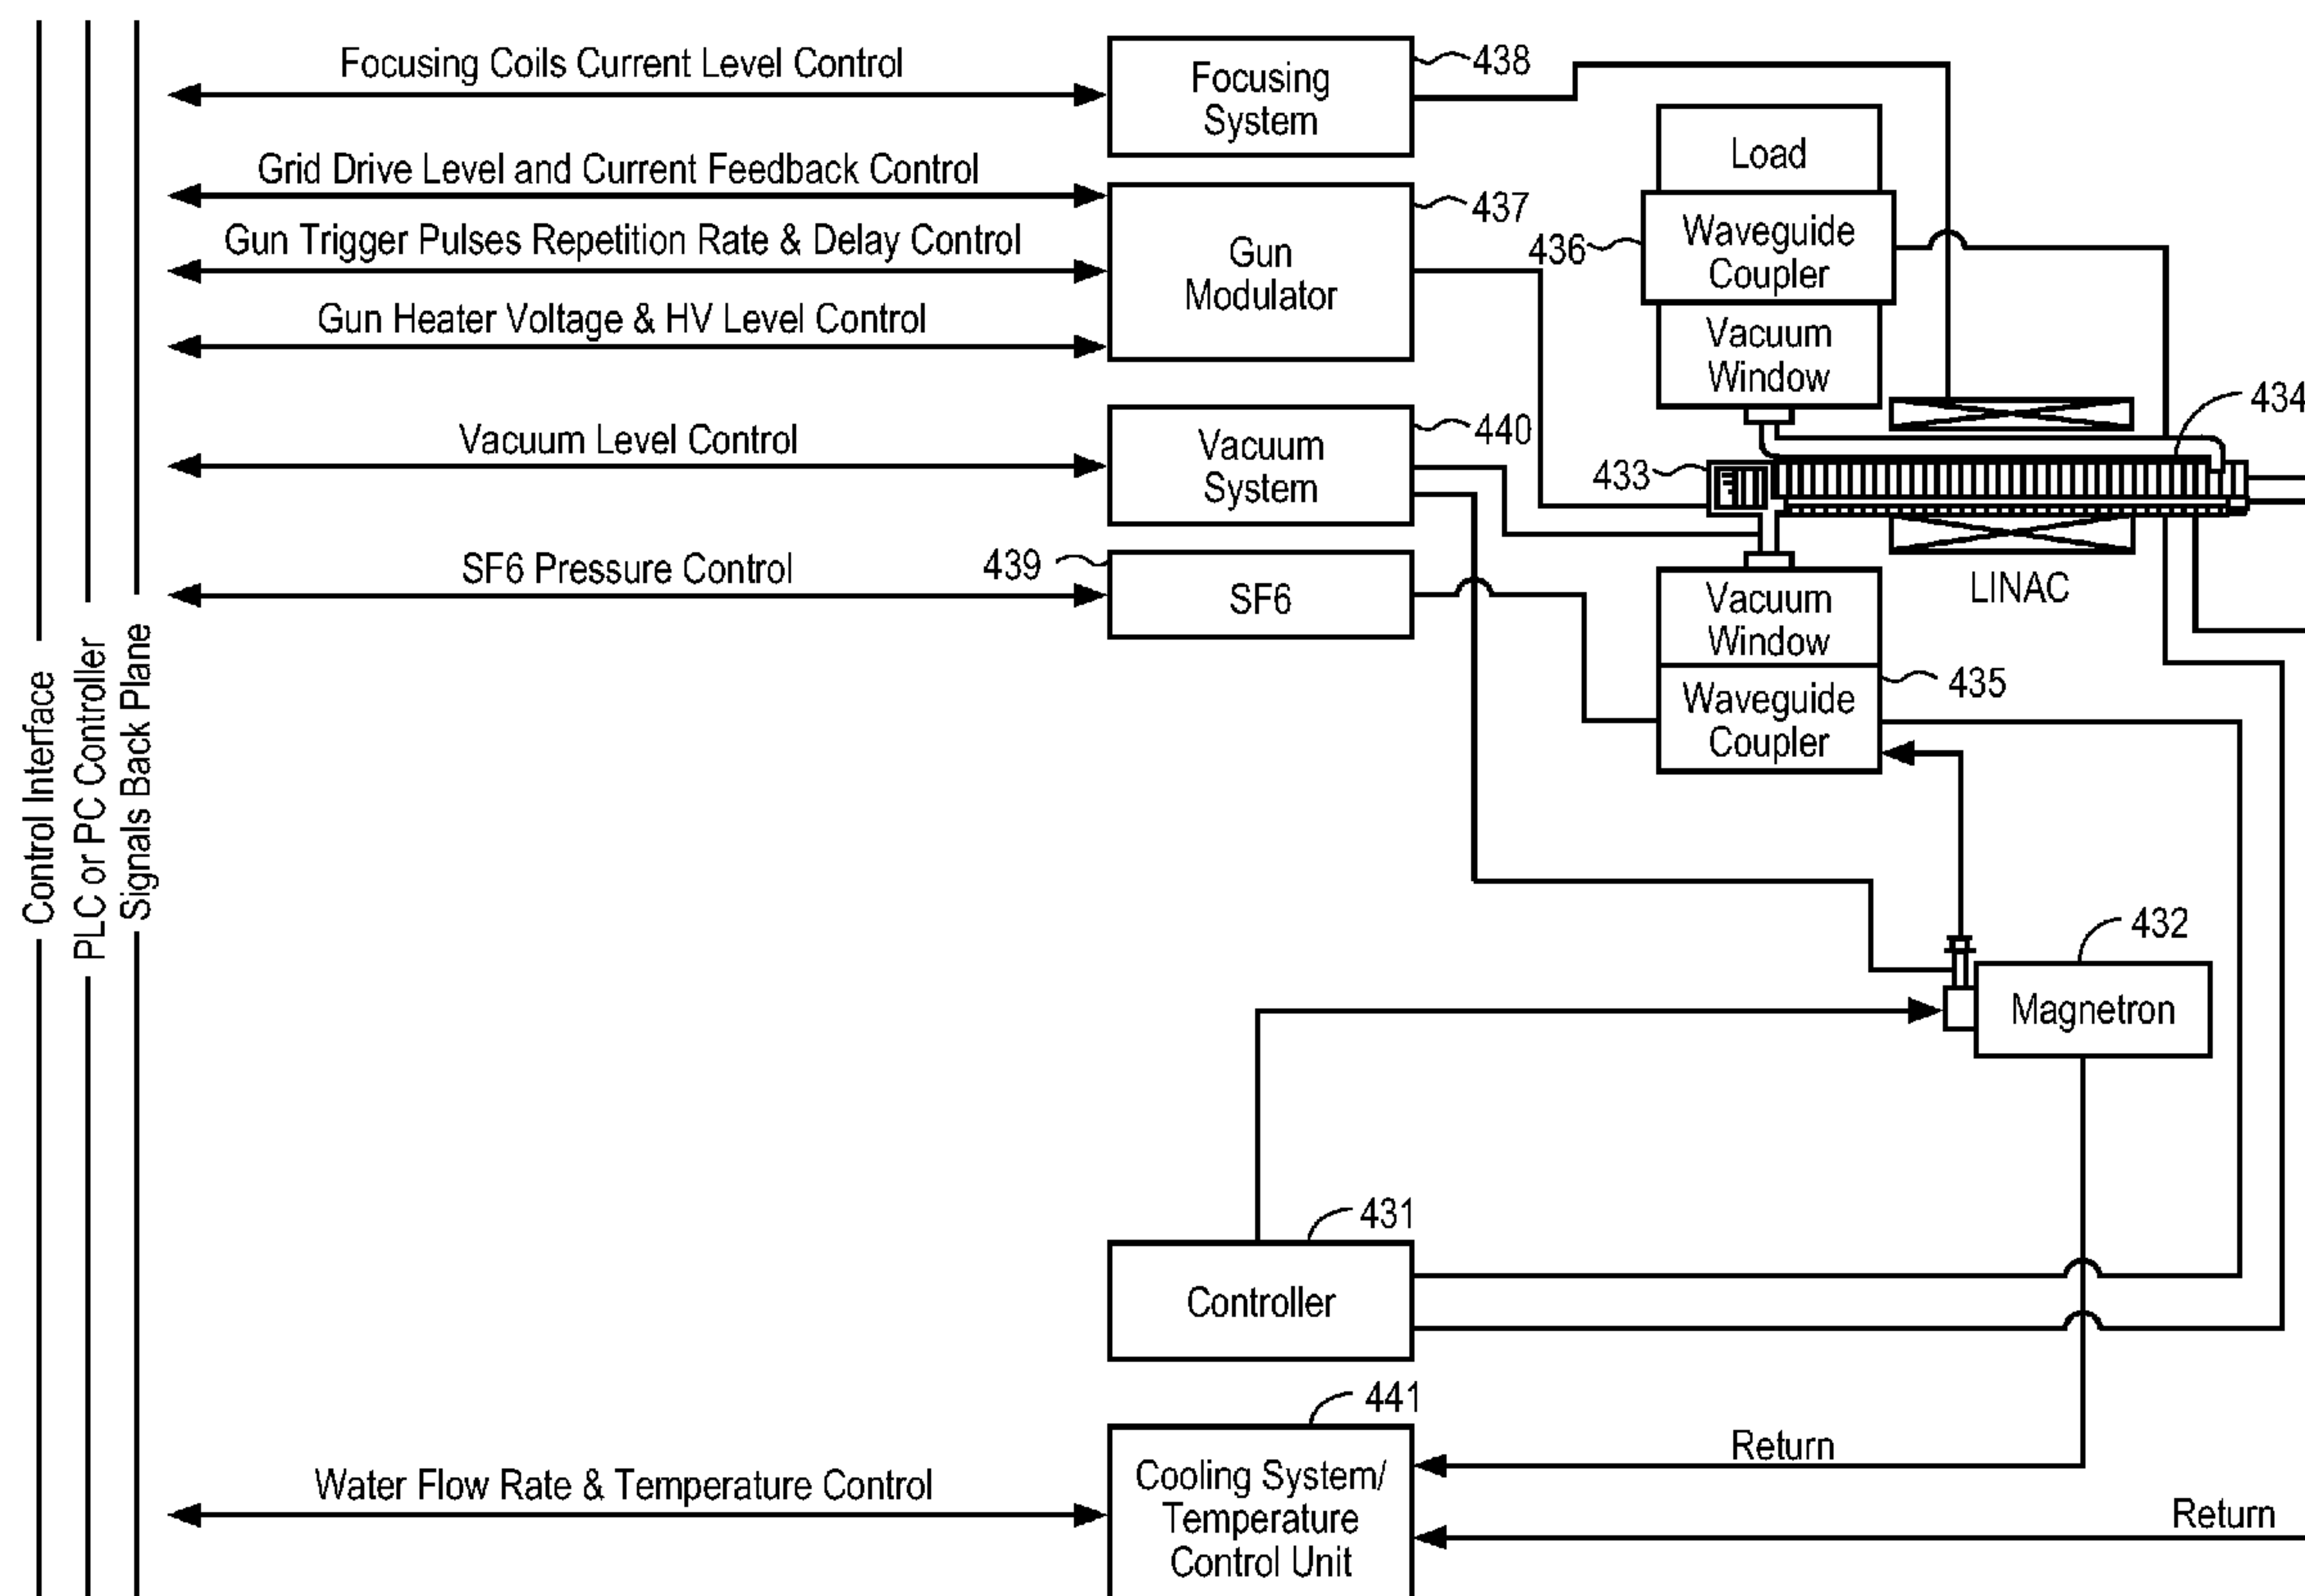 Focusing Coils Current Level Control
Focusing
System
438
Grid Drive Level and Current Feedback Control
Gun Trigger Pulses Repetition Rate & Delay Control
Gun Heater Voltage & HV Level Control
Gun
Modulator
437
Load
Waveguide
Coupler
436
Vacuum
Window
434
Vacuum Level Control
Vacuum
System
440
433
SF6 Pressure Control
439
SF6
LINAC
Vacuum
Window
Waveguide
Coupler
435
Control Interface
PLC or PC Controller
Signals Back Plane
432
Magnetron
431
Controller
441
Water Flow Rate & Temperature Control
Cooling System/
Temperature
Control Unit
Return
Return